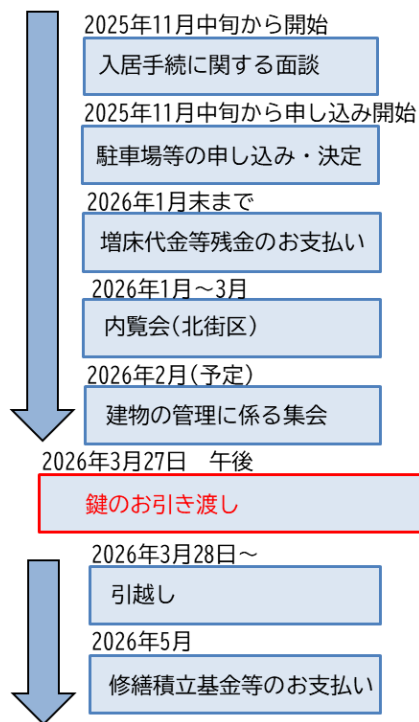 2025年11月中旬から開始
入居手続に関する面談
2025年11月中旬から申し込み開始
駐車場等の申し込み・決定
2026年1月末まで
増床代金等残金のお支払い
2026年1月～3月
内覧会(北街区)
2026年2月(予定)
建物の管理に係る集会
2026年3月27日　午後
鍵のお引き渡し
2026年3月28日～
引越し
2026年5月
修繕積立基金等のお支払い